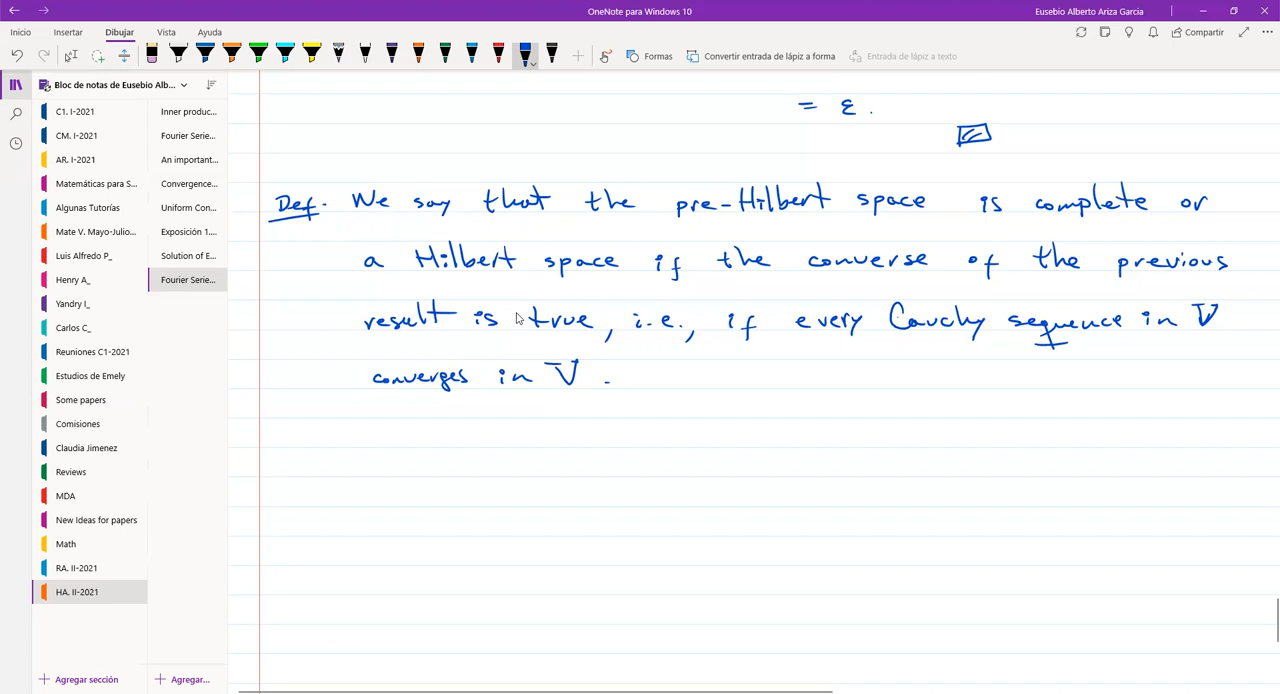 OneNote para Windows 10
Eusebio Alberto Ariza Garcia
Inicio
Insertar
Dibujar
Vista
Ayuda
Compartir
Formas
Convertir entrada de lápiz a forma
Entrada de lápiz a texto
Bloc de notas de Eusebio Alb...
C1. I-2021
CM. I-2021
AR. I-2021
Matemáticas para S...
Algunas Tutorías
Mate V. Mayo-Julio...
Luis Alfredo P_
Henry A_
Yandry I_
Carlos C_
Reuniones C1-2021
Estudios de Emely
Some papers
Comisiones
Claudia Jimenez
Reviews
MDA
New Ideas for papers
Math
RA. II-2021
HA. II-2021
Agregar sección
Inner produc...
Fourier Serie...
An important...
Convergence...
Uniform Con...
Exposición 1...
Solution of E...
Fourier Serie...
Agregar...
= ε.
Def. We say that the pre-Hilbert space is complete or
a Hilbert space if the converse of the previous
result is true, i.e., if every Cauchy sequence in V
converges in V.